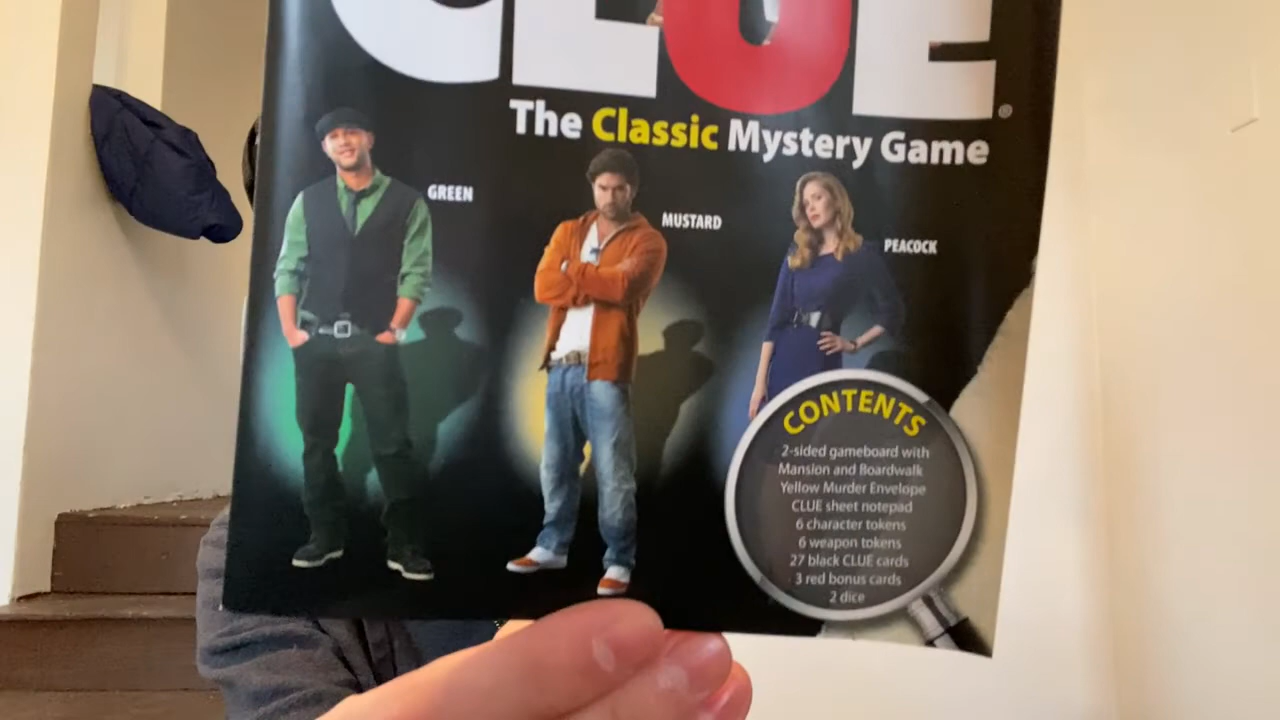 CLUE®
The Classic Mystery Game
GREEN
MUSTARD
PEACOCK
CONTENTS
2-sided gameboard with
Mansion and Boardwalk
Yellow Murder Envelope
CLUE sheet notepad
6 character tokens
6 weapon tokens
27 black CLUE cards
3 red bonus cards
2 dice